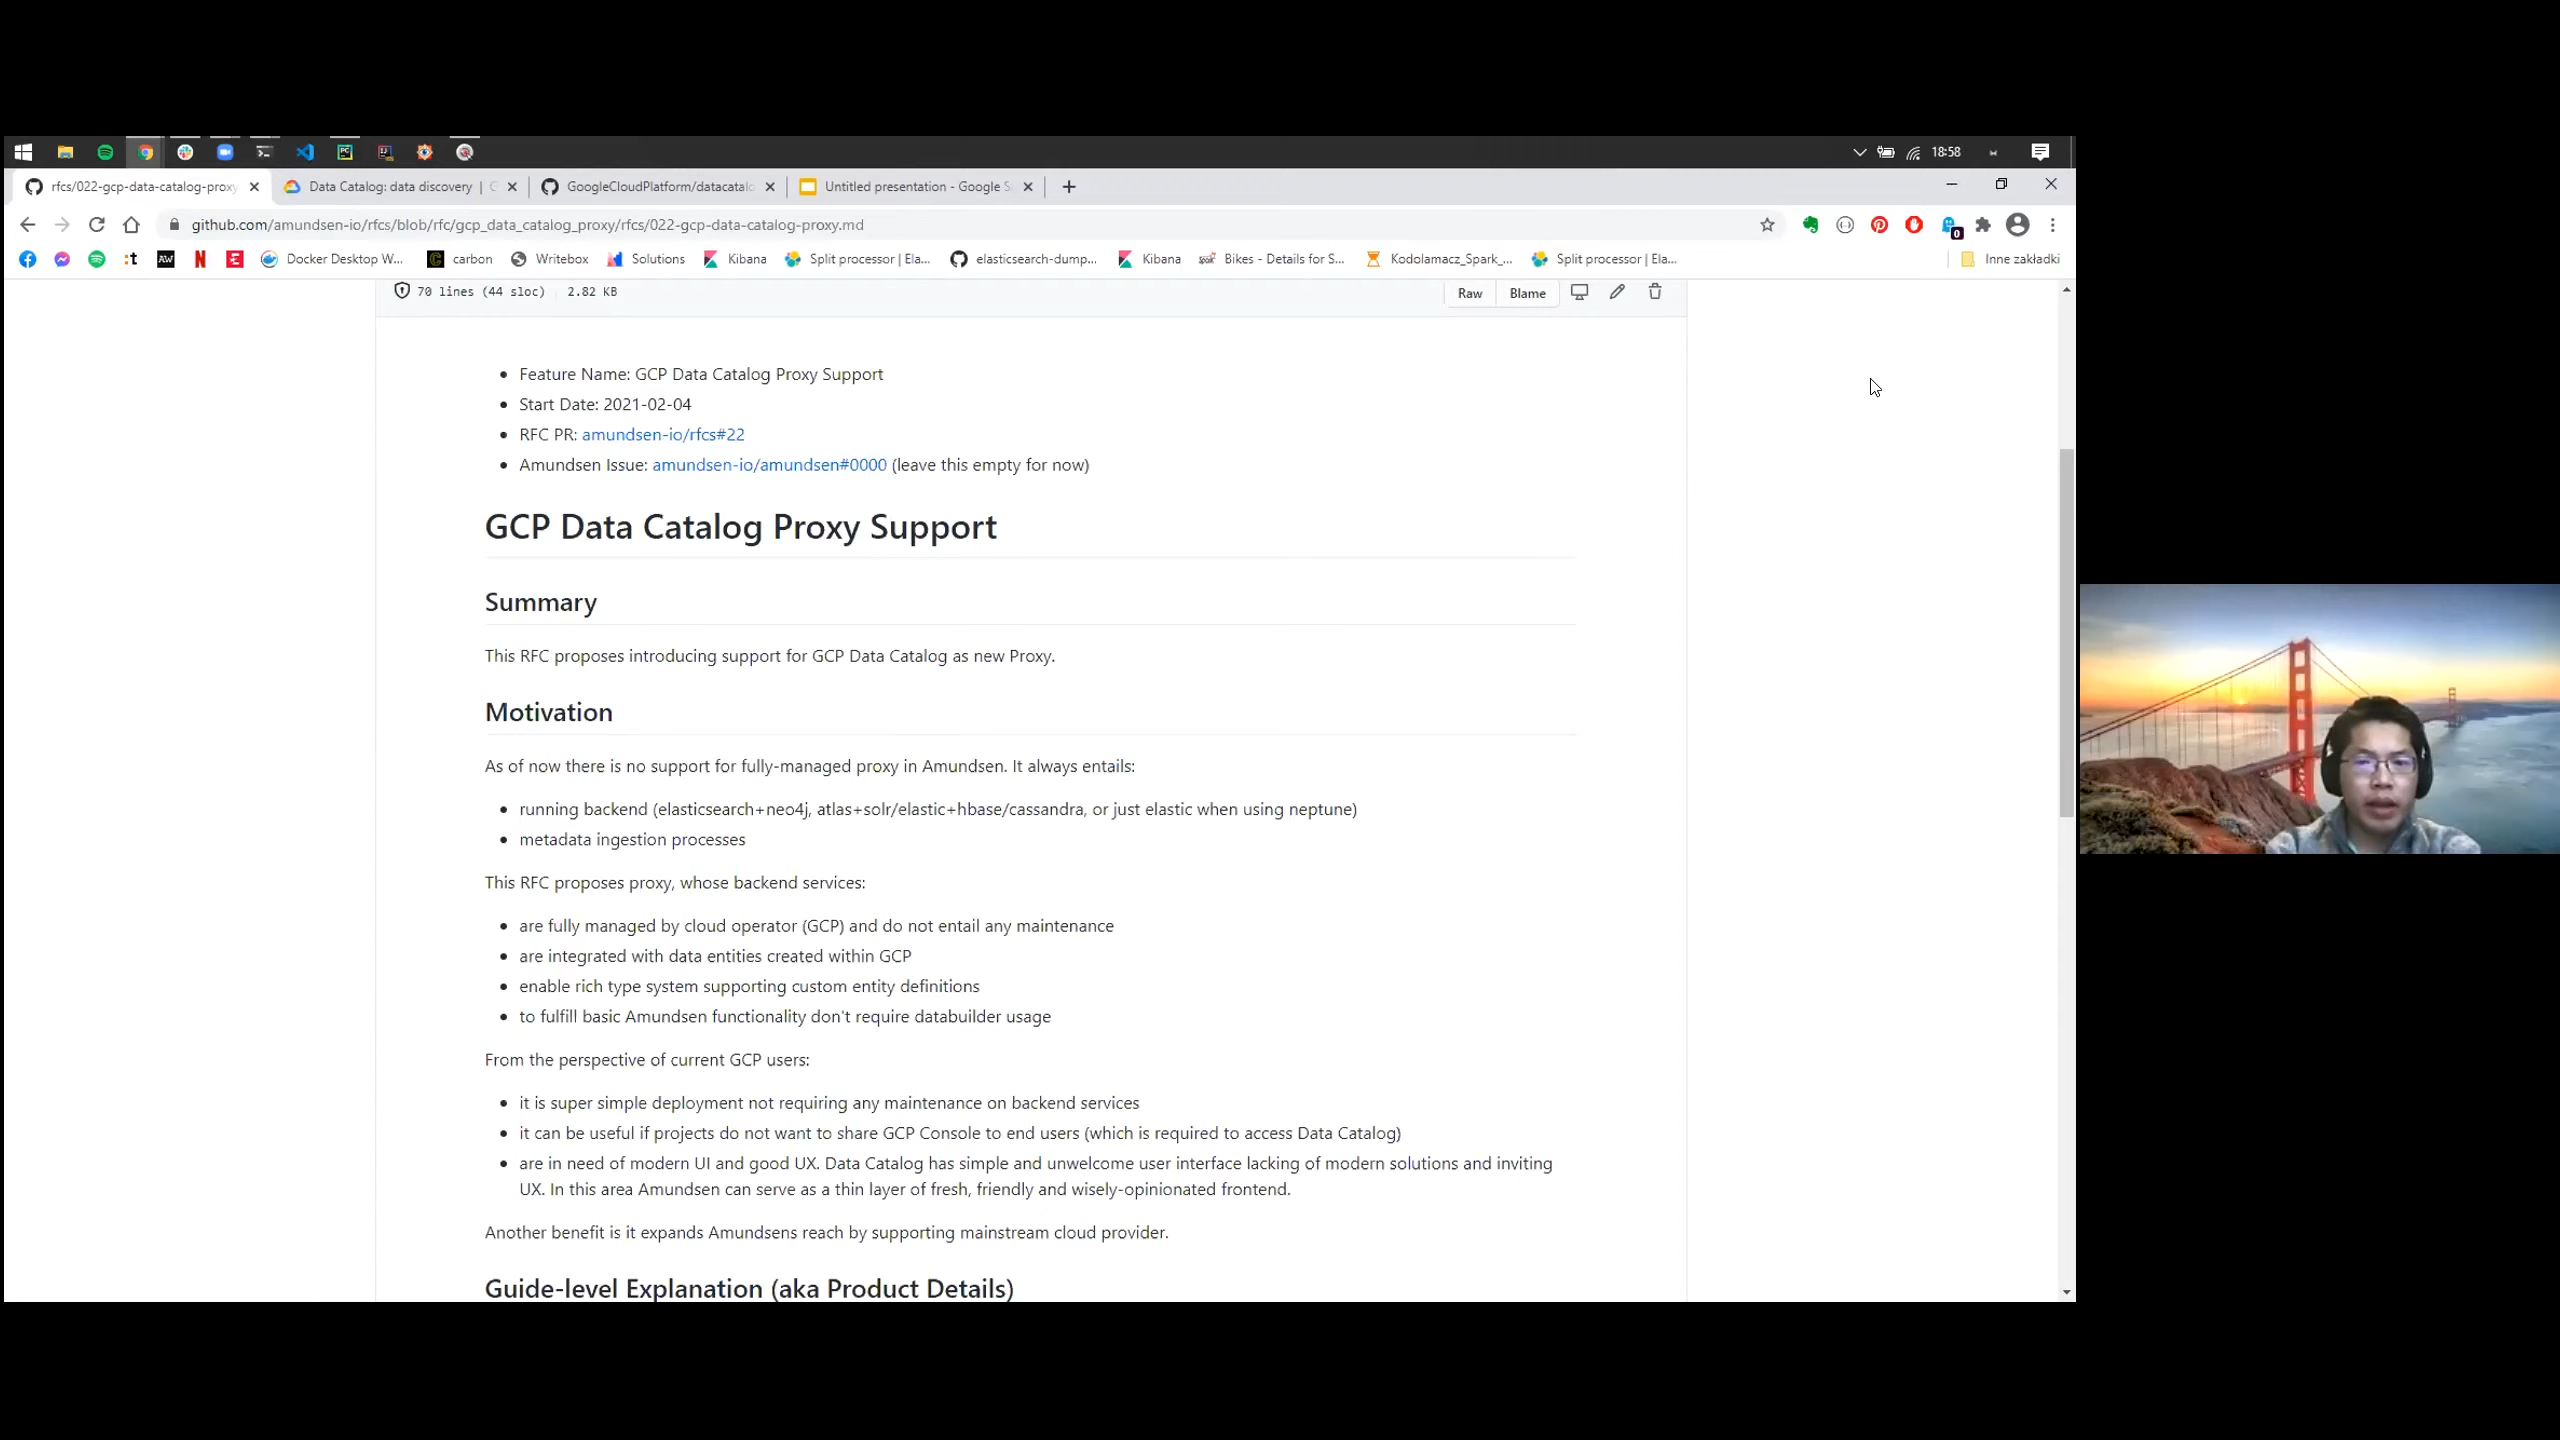 18:58
rfcs/022-gcp-data-catalog-proxy
Data Catalog: data discovery | G
GoogleCloudPlatform/datacatalo
Untitled presentation - Google S
github.com/amundsen-io/rfcs/blob/rfc/gcp_data_catalog_proxy/rfcs/022-gcp-data-catalog-proxy.md
0
:t
AW
N
E
Docker Desktop W...
carbon
Writebox
Solutions
Kibana
Split processor | Ela...
elasticsearch-dump...
Kibana
Bikes - Details for S...
Kodolamacz_Spark_...
Split processor | Ela...
Inne zakładki
70 lines (44 sloc) 2.82 KB
Raw Blame
Feature Name: GCP Data Catalog Proxy Support
Start Date: 2021-02-04
RFC PR: amundsen-io/rfcs#22
Amundsen Issue: amundsen-io/amundsen#0000 (leave this empty for now)
GCP Data Catalog Proxy Support
Summary
This RFC proposes introducing support for GCP Data Catalog as new Proxy.
Motivation
As of now there is no support for fully-managed proxy in Amundsen. It always entails:
running backend (elasticsearch+neo4j, atlas+solr/elastic+hbase/cassandra, or just elastic when using neptune)
metadata ingestion processes
This RFC proposes proxy, whose backend services:
are fully managed by cloud operator (GCP) and do not entail any maintenance
are integrated with data entities created within GCP
enable rich type system supporting custom entity definitions
to fulfill basic Amundsen functionality don't require databuilder usage
From the perspective of current GCP users:
it is super simple deployment not requiring any maintenance on backend services
it can be useful if projects do not want to share GCP Console to end users (which is required to access Data Catalog)
are in need of modern UI and good UX. Data Catalog has simple and unwelcome user interface lacking of modern solutions and inviting
UX. In this area Amundsen can serve as a thin layer of fresh, friendly and wisely-opinionated frontend.
Another benefit is it expands Amundsens reach by supporting mainstream cloud provider.
Guide-level Explanation (aka Product Details)